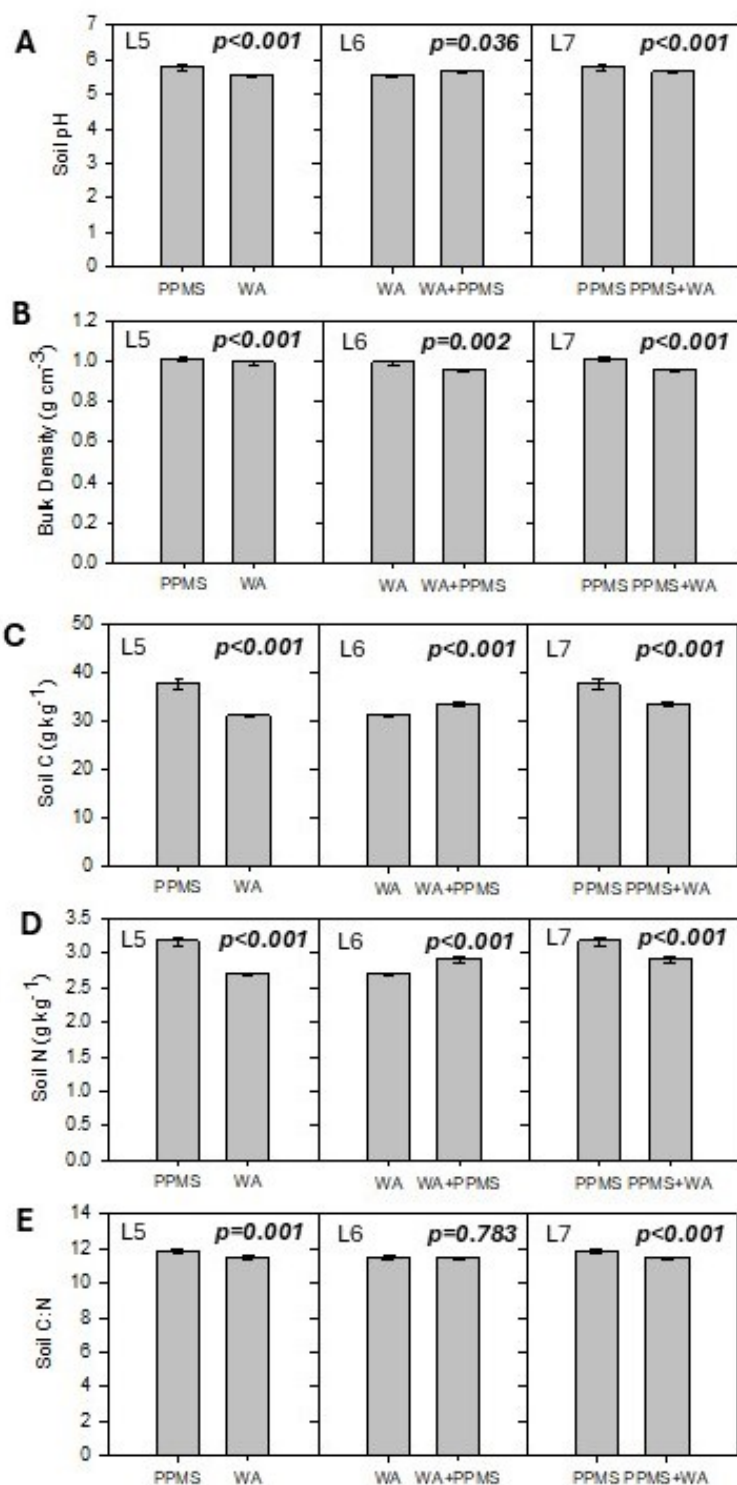 A
Soil pH
7
6
5
4
3
2
1
0
L5 p<0.001
L6 p=0.036
L7 p<0.001
PPMS WA
WA WA+PPMS
PPMS PPMS+WA
B
Bulk Density (g cm-3)
1.2
1.0
0.8
0.6
0.4
0.2
0.0
L5 p<0.001
L6 p=0.002
L7 p<0.001
PPMS WA
WA WA+PPMS
PPMS PPMS+WA
C
Soil C (g kg-1)
50
40
30
20
10
0
L5 p<0.001
L6 p<0.001
L7 p<0.001
PPMS WA
WA WA+PPMS
PPMS PPMS+WA
D
Soil N (g kg-1)
3.5
3.0
2.5
2.0
1.5
1.0
0.5
0.0
L5 p<0.001
L6 p<0.001
L7 p<0.001
PPMS WA
WA WA+PPMS
PPMS PPMS+WA
E
Soil C:N
14
12
10
8
6
4
2
0
L5 p=0.001
L6 p=0.783
L7 p<0.001
PPMS WA
WA WA+PPMS
PPMS PPMS+WA